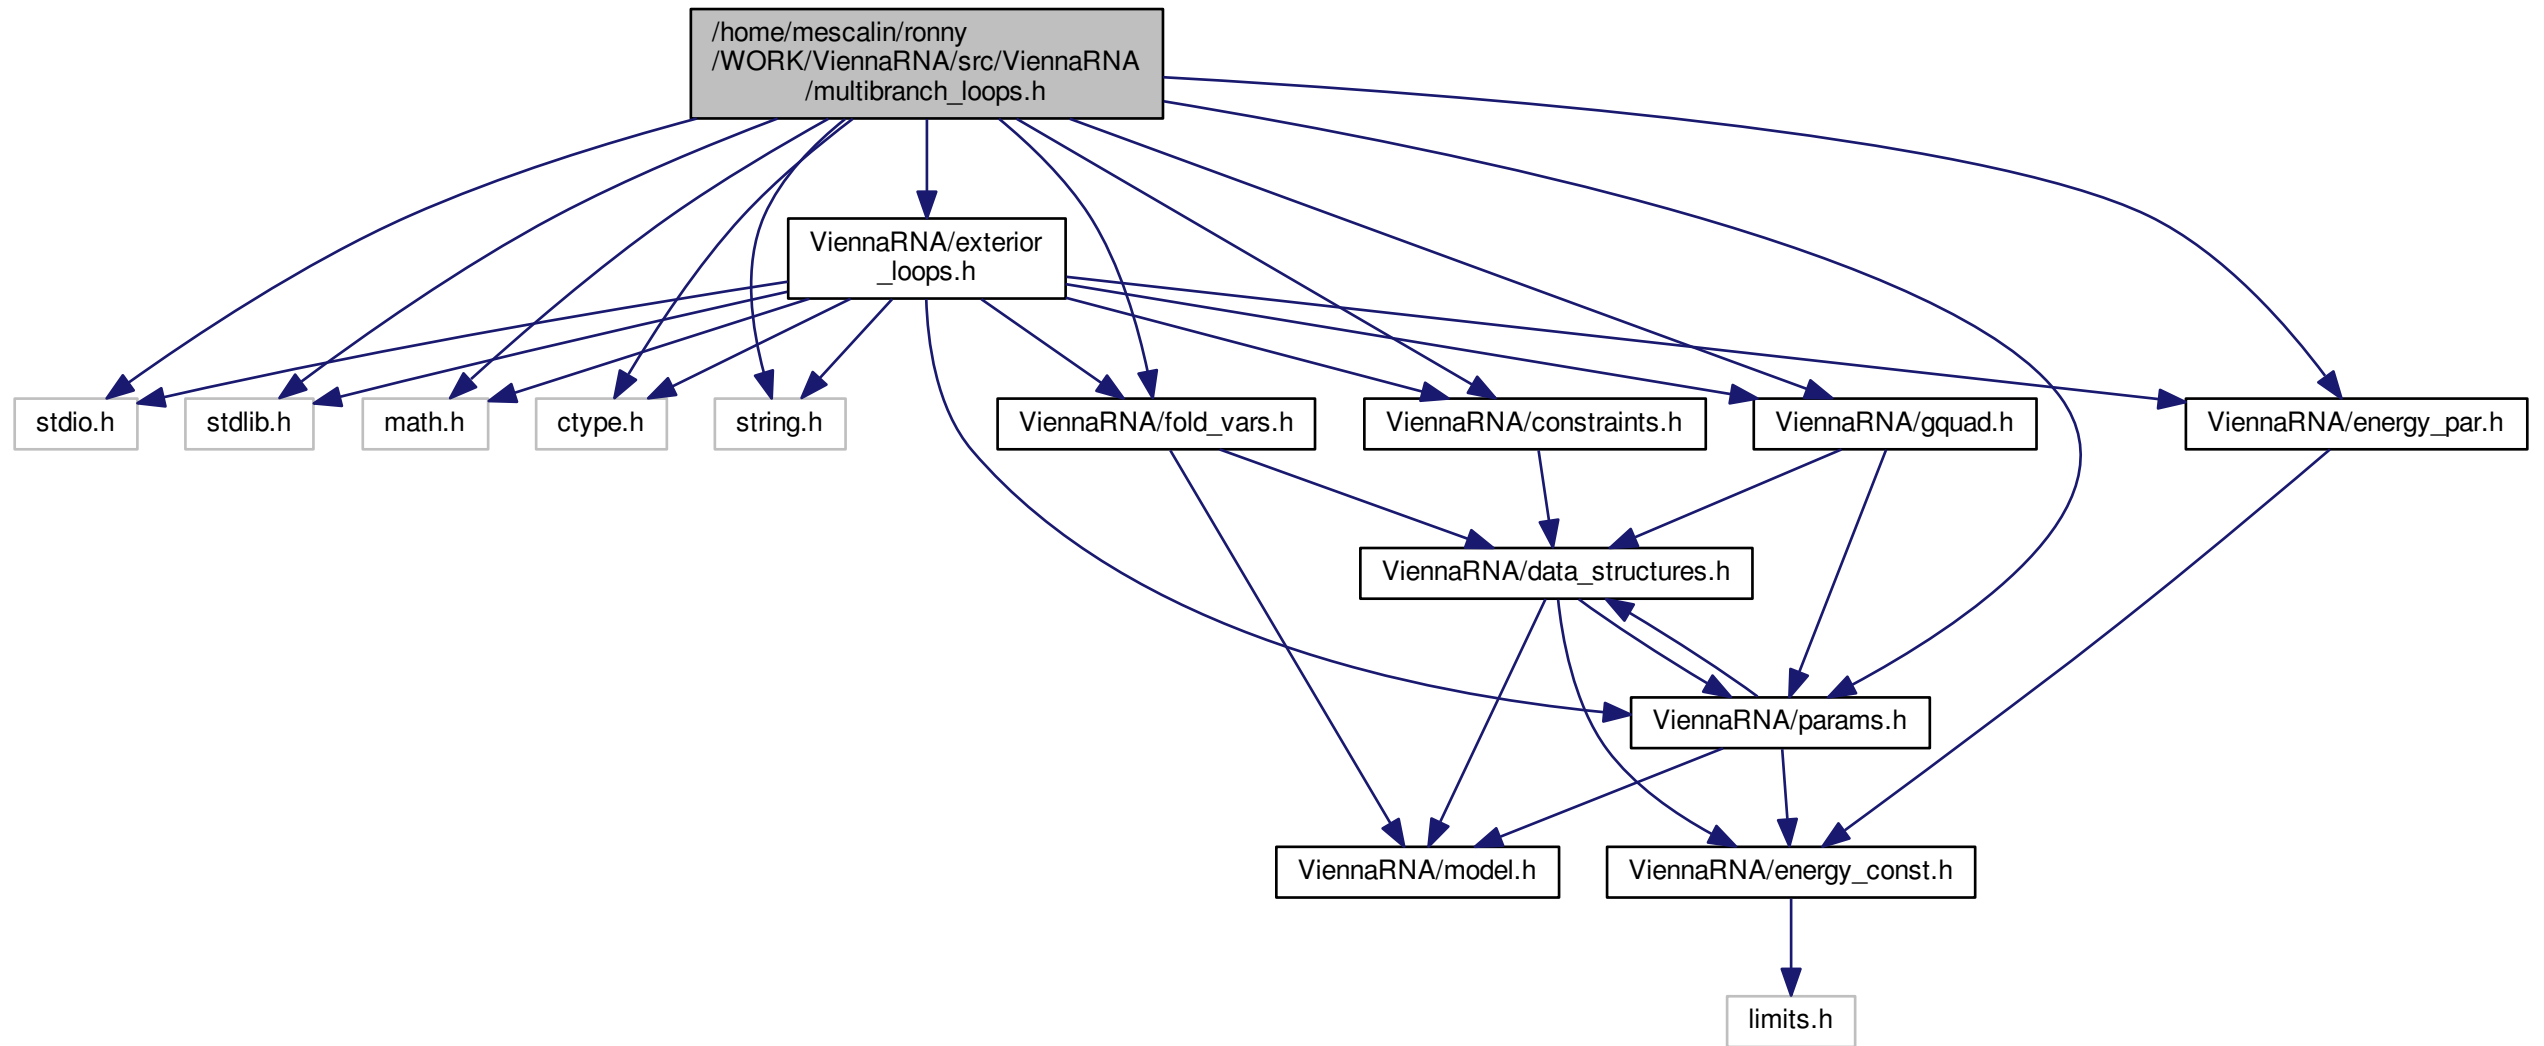 /home/mescalin/ronny
/WORK/ViennaRNA/src/ViennaRNA
/multibranch_loops.h
ViennaRNA/exterior
_loops.h
stdio.h
stdlib.h
math.h
ctype.h
string.h
ViennaRNA/fold_vars.h
ViennaRNA/constraints.h
ViennaRNA/gquad.h
ViennaRNA/energy_par.h
ViennaRNA/data_structures.h
ViennaRNA/params.h
ViennaRNA/model.h
ViennaRNA/energy_const.h
limits.h